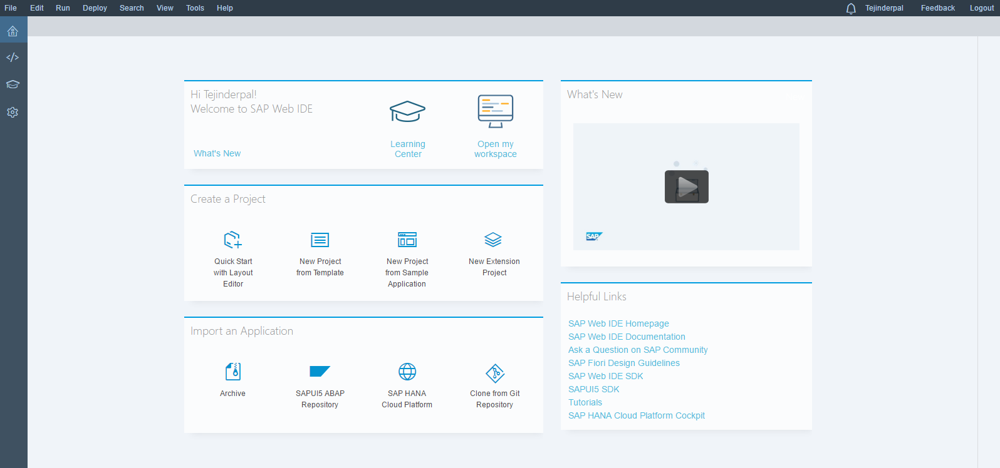 File Edit Run Deploy Search View Tools Help Tejinderpal Feedback Logout
Hi Tejinderpal!
Welcome to SAP Web IDE
What's New
Learning
Center
Open my
workspace
Create a Project
Quick Start
with Layout
Editor
New Project
from Template
New Project
from Sample
Application
New Extension
Project
Import an Application
Archive
SAPUI5 ABAP
Repository
SAP HANA
Cloud Platform
Clone from Git
Repository
What's New
SAP
Helpful Links
SAP Web IDE Homepage
SAP Web IDE Documentation
Ask a Question on SAP Community
SAP Fiori Design Guidelines
SAP Web IDE SDK
SAPUI5 SDK
Tutorials
SAP HANA Cloud Platform Cockpit